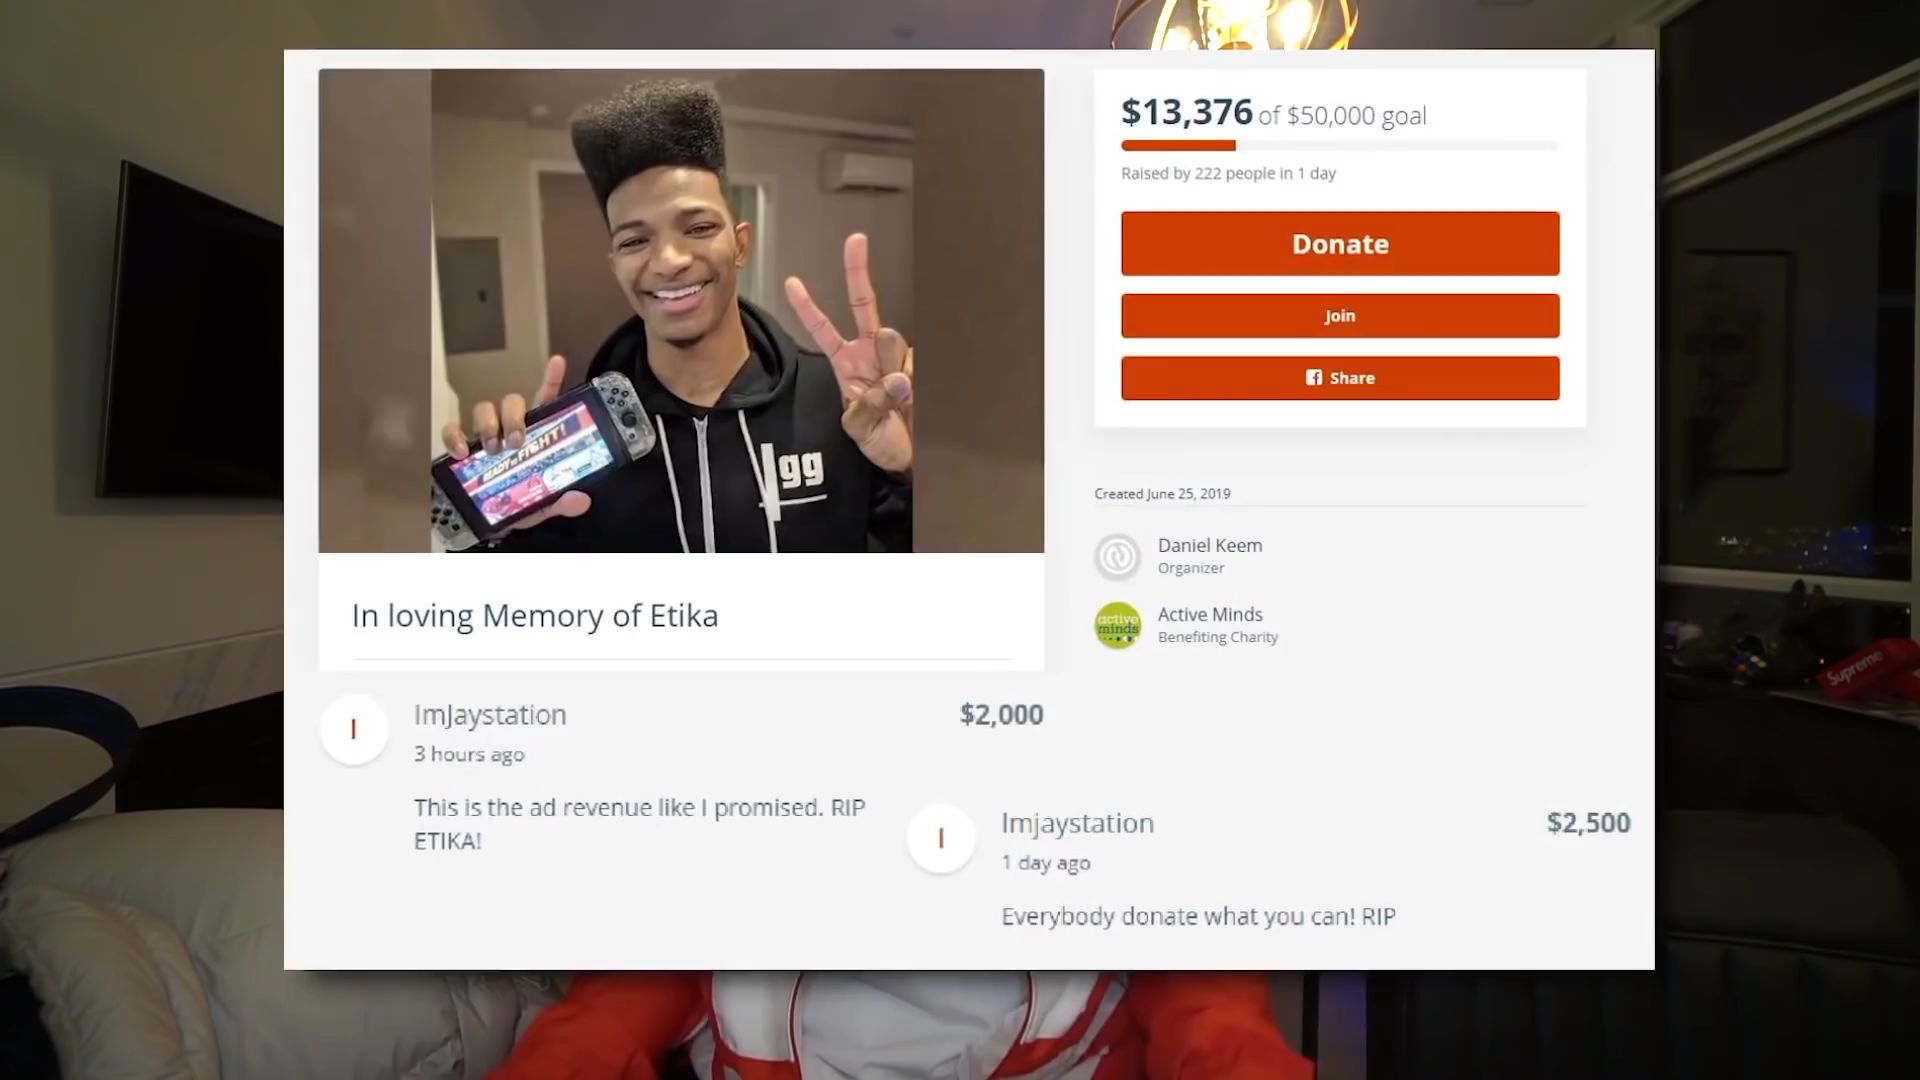 $13,376 of $50,000 goal
Raised by 222 people in 1 day
Donate
Join
Share
READY to FIGHT!
gg
In loving Memory of Etika
Created June 25, 2019
Daniel Keem
Organizer
active
minds
Active Minds
Benefiting Charity
I
ImJaystation
$2,000
3 hours ago
This is the ad revenue like I promised. RIP
ETIKA!
I
Imjaystation
$2,500
1 day ago
Everybody donate what you can! RIP
Supreme